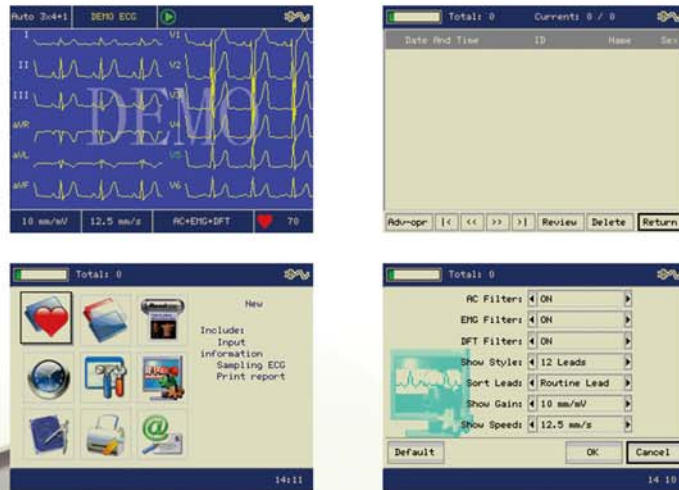 Auto 3x4+1 DEMO ECG
I V1
II V2
III V3
aVR V4
aVL V5
aVF V6
DEMO
10 mm/mV 12.5 mm/s AC+EMG+DFT 70
Total: 0 Current: 0 / 0
Date And Time ID Name Sex
Adv-opr |< << >> >| Review Delete Return
Total: 0
New
Include:
Input
information
Sampling ECG
Print report
14:11
Total: 0
AC Filter: ON
EMG Filter: ON
DFT Filter: ON
Show Style: 12 Leads
Sort Lead: Routine Lead
Show Gain: 10 mm/mV
Show Speed: 12.5 mm/s
Default OK Cancel
14 10